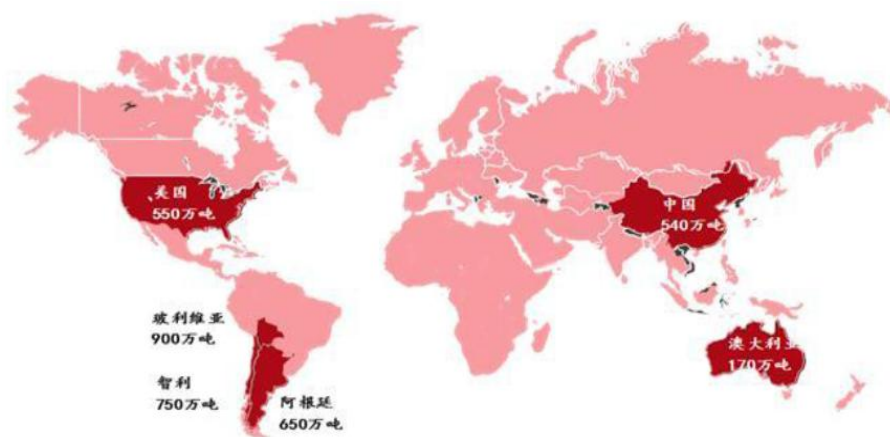 美国
550万吨
中国
540万吨
玻利维亚
900万吨
澳大利亚
170万吨
智利
750万吨
阿根廷
650万吨